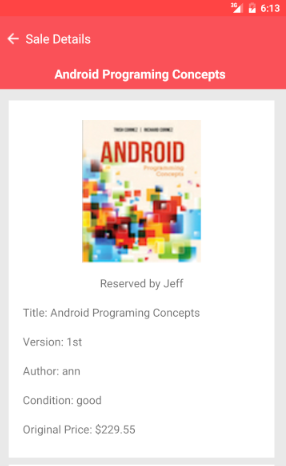 3G 6:13
Sale Details
Android Programing Concepts
TRISH CORNEZ | RICHARD CORNEZ
ANDROID
Programming
Concepts
Reserved by Jeff
Title: Android Programing Concepts
Version: 1st
Author: ann
Condition: good
Original Price: $229.55